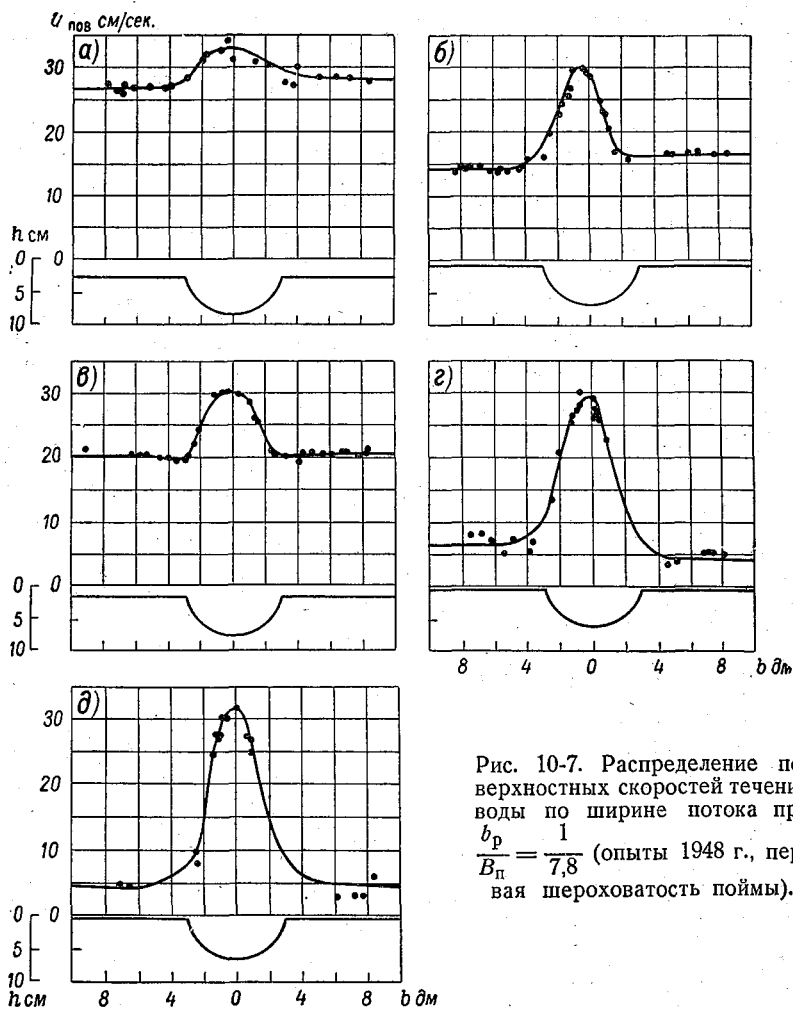 υ пов см/сек.
а)
30
20
10
h см
0 0
5
10
б)
в)
30
20
10
0 0
5
10
г)
8 4 0 4 8 b дм
д)
30
20
10
0 0
5
10
h см 8 4 0 4 8 b дм
Рис. 10-7. Распределение по-
верхностных скоростей течени
воды по ширине потока пр
bр/Bп = 1/7,8 (опыты 1948 г., пер
вая шероховатость поймы).